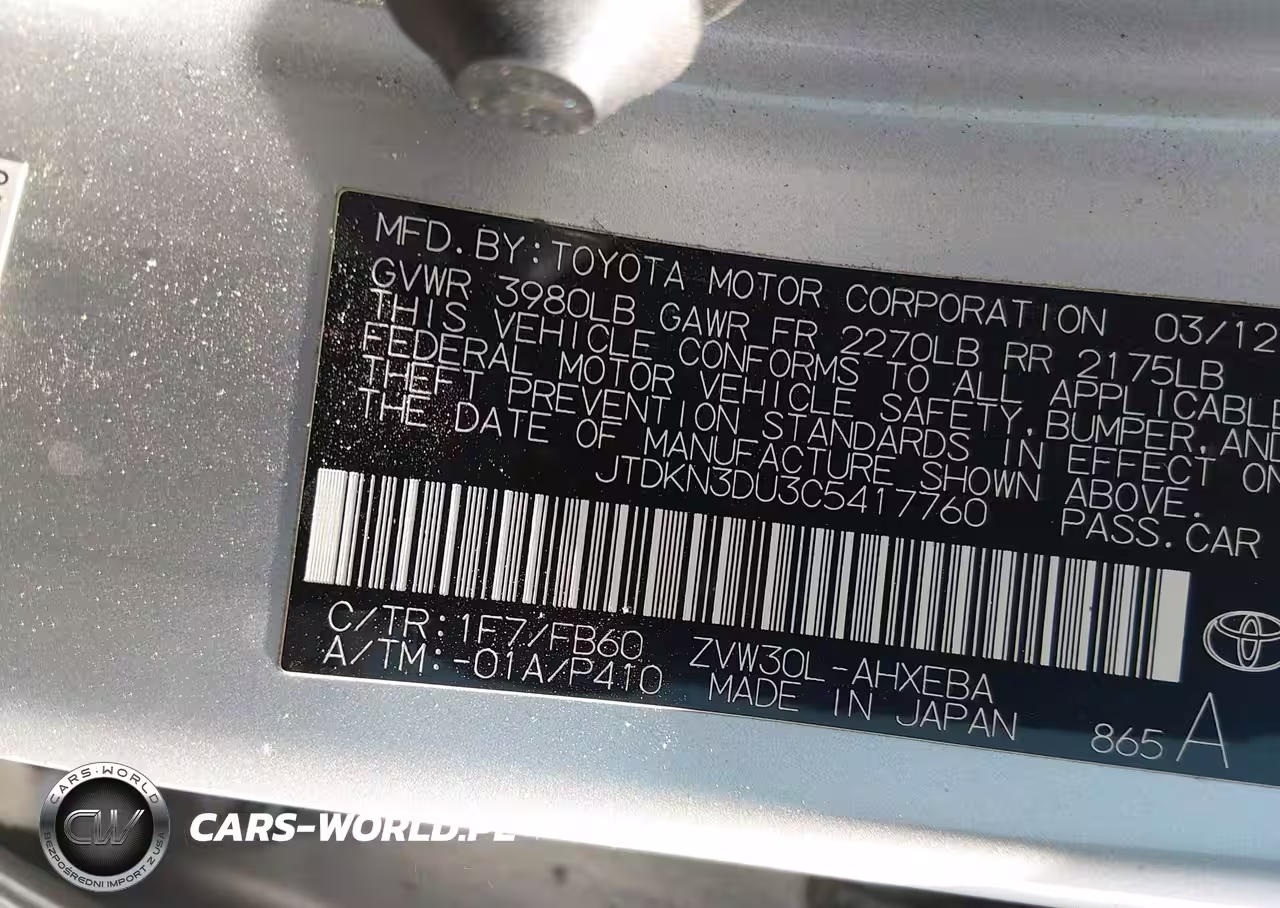 MFD. BY: TOYOTA MOTOR CORPORATION 03/12
GVWR 3980LB GAWR FR 2270LB RR 2175LB
THIS VEHICLE CONFORMS TO ALL APPLICABLE
FEDERAL MOTOR VEHICLE SAFETY, BUMPER, AND
THEFT PREVENTION STANDARDS IN EFFECT ON
THE DATE OF MANUFACTURE SHOWN ABOVE.
JTDKN3DU3C5417760 PASS. CAR
C/TR: 1F7/FB60 ZVW30L-AHXEBA
A/TM: -01A/P410 MADE IN JAPAN 865 A
CARS-WORLD
CW
BEZPOŚREDNI IMPORT Z USA
CARS-WORLD.PL